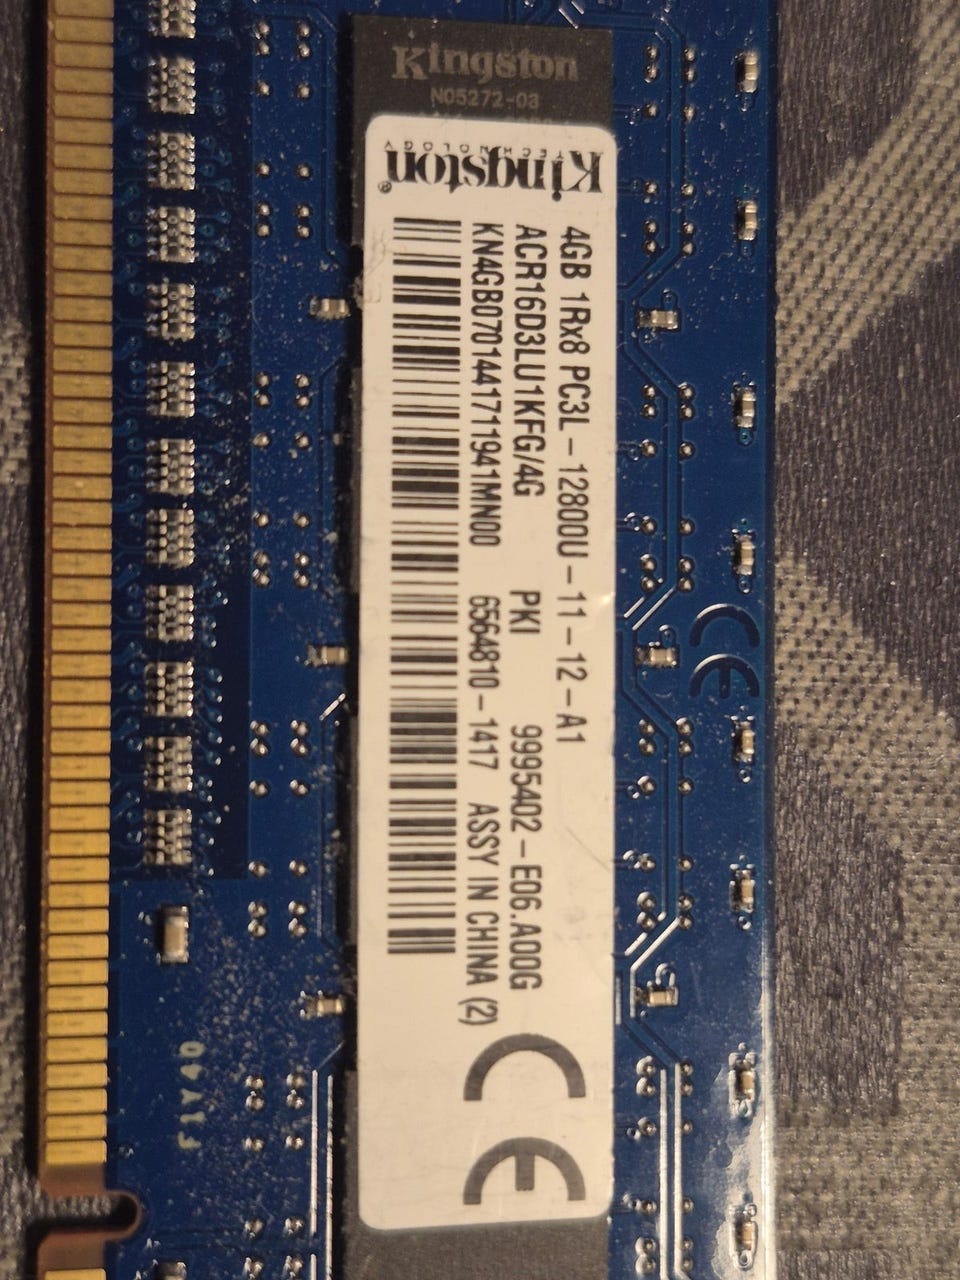 Kingston
N05272-03
Kingston®
TECHNOLOGY
4GB 1Rx8 PC3L-12800U-11-12-A1
ACR16D3LU1KFG/4G PKI 9995402-E06.A00G
KN4GB0701441711941MN00 6564810-1417 ASSY IN CHINA (2)
CE
CE
F1Y40